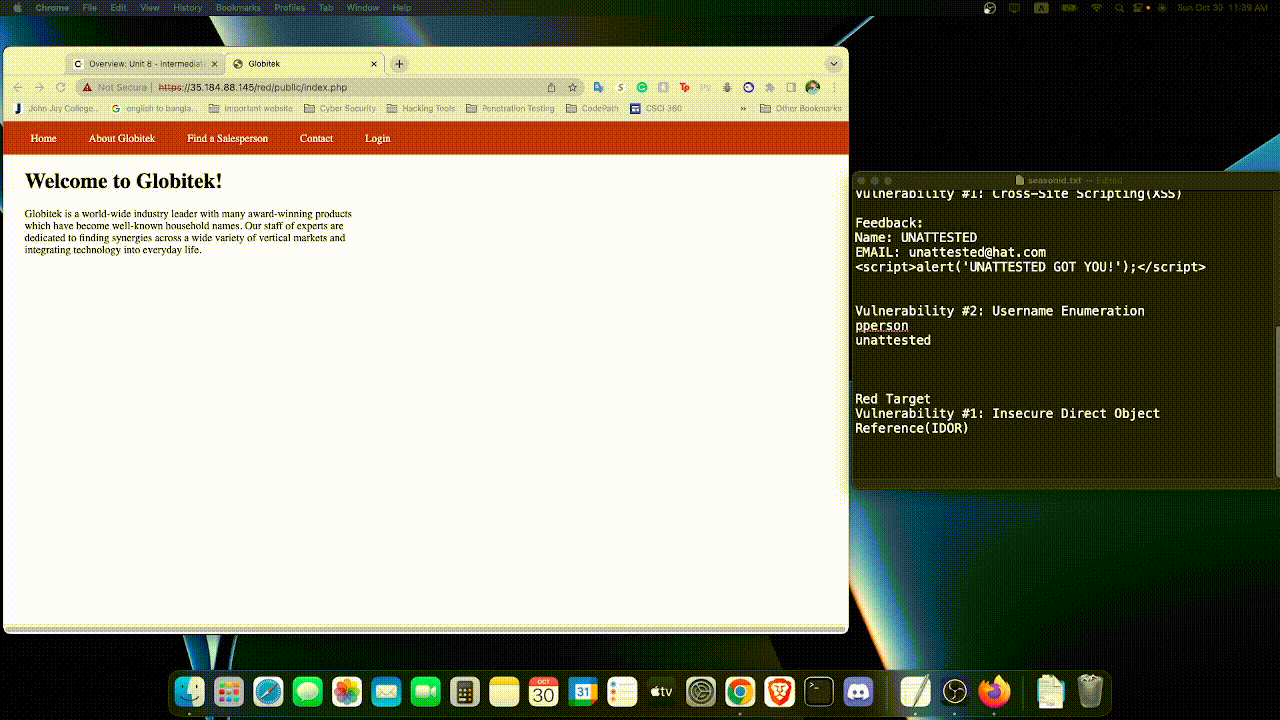 Chrome File Edit View History Bookmarks Profiles Tab Window Help
Sun Oct 30 11:39 AM
Overview: Unit 8 - Intermediat
Globitek
Not Secure https://35.184.88.145/red/public/index.php
John Jay College... english to bangla... Important website Cyber Security Hacking Tools Penetration Testing CodePath CSCI 360 » Other Bookmarks
Home About Globitek Find a Salesperson Contact Login
Welcome to Globitek!
Globitek is a world-wide industry leader with many award-winning products
which have become well-known household names. Our staff of experts are
dedicated to finding synergies across a wide variety of vertical markets and
integrating technology into everyday life.
seasonid.txt — Edited
Vulnerability #1: Cross-Site Scripting(XSS)
Feedback:
Name: UNATTESTED
EMAIL: unattested@hat.com
<script>alert('UNATTESTED GOT YOU!');</script>
Vulnerability #2: Username Enumeration
pperson
unattested
Red Target
Vulnerability #1: Insecure Direct Object
Reference(IDOR)
OCT
30
31
tv